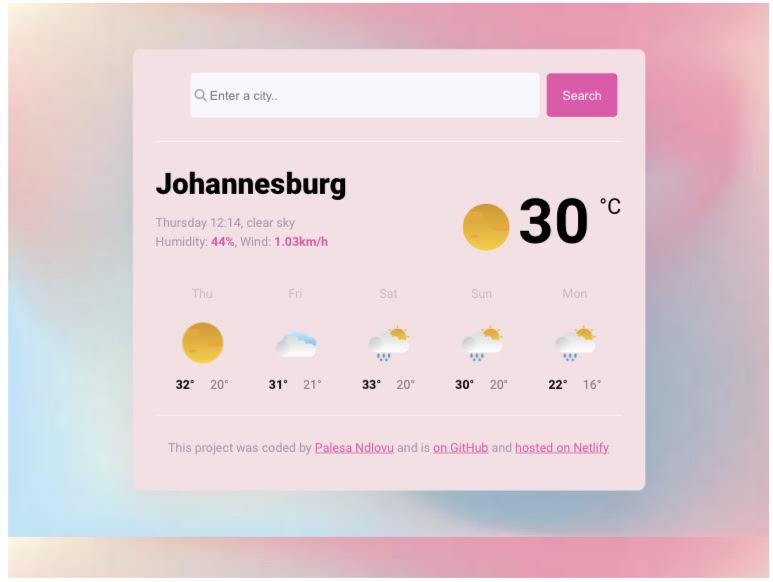 Enter a city..
Search
Johannesburg
Thursday 12:14, clear sky
Humidity: 44%, Wind: 1.03km/h
30 °C
Thu Fri Sat Sun Mon
32° 20° 31° 21° 33° 20° 30° 20° 22° 16°
This project was coded by Palesa Ndlovu and is on GitHub and hosted on Netlify